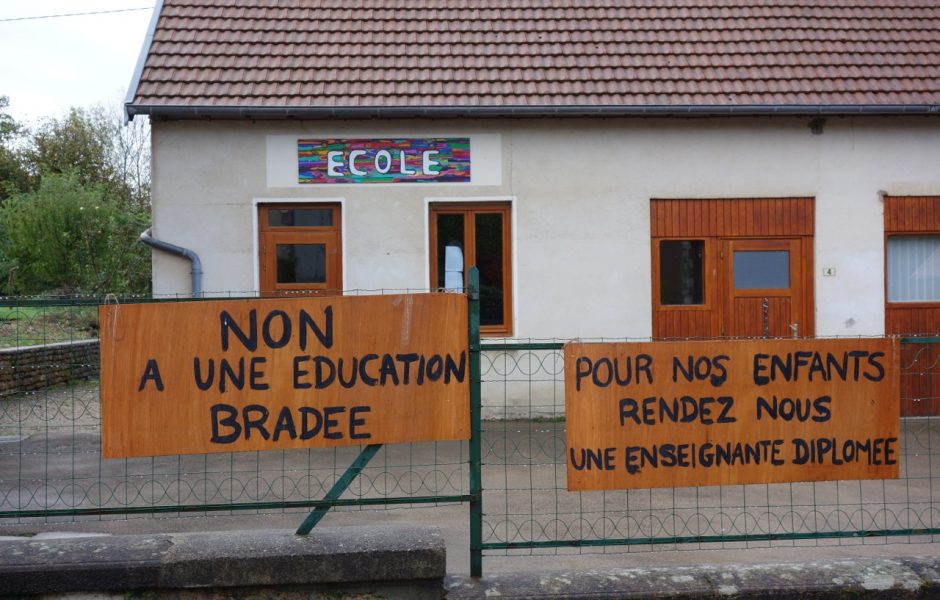 ECOLE
4
NON
A UNE EDUCATION
BRADEE
POUR NOS ENFANTS
RENDEZ NOUS
UNE ENSEIGNANTE DIPLOMEE